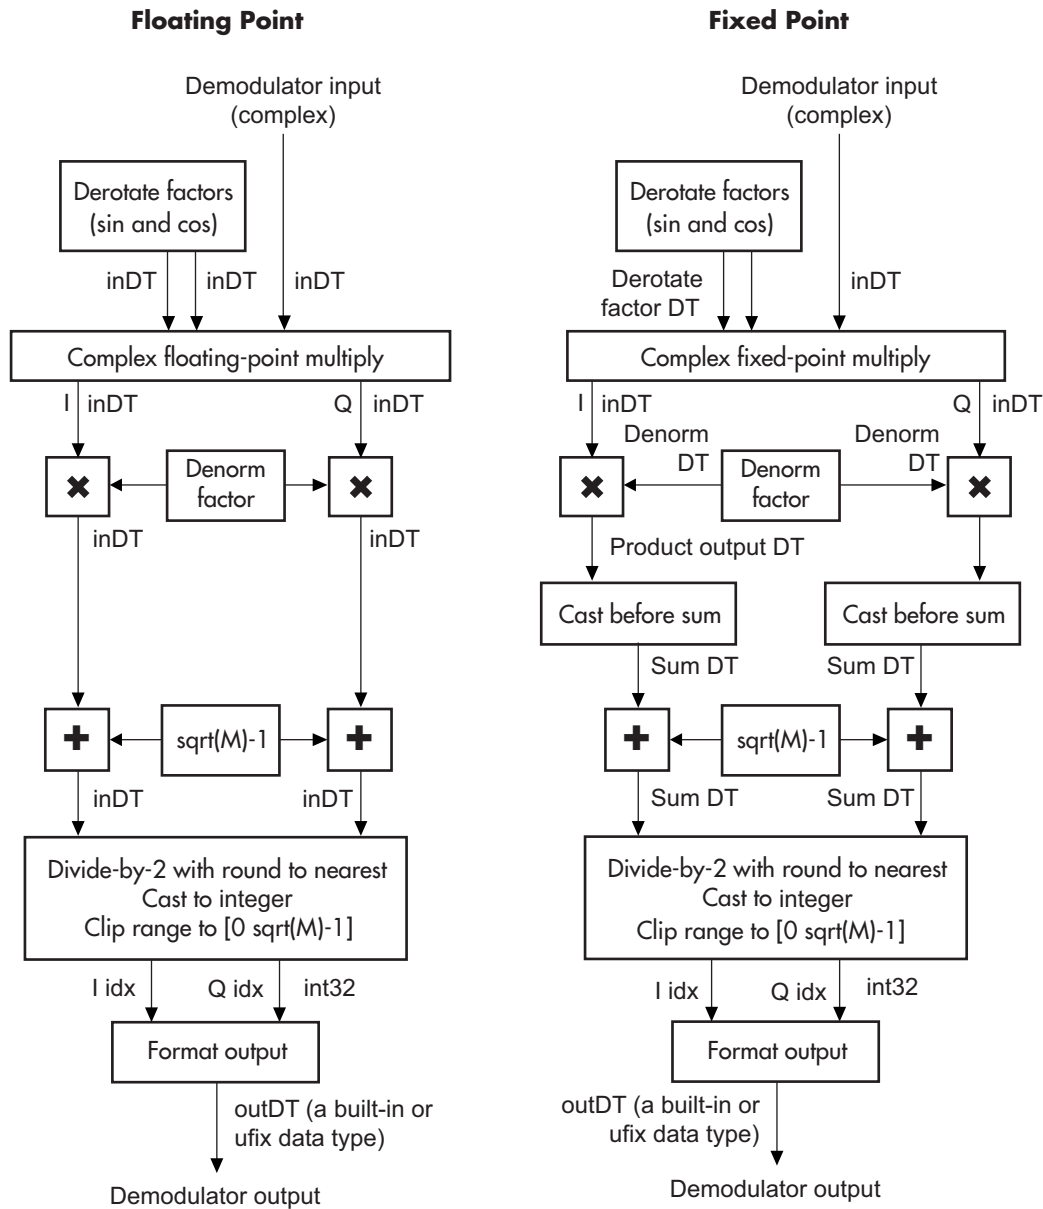 Floating Point
Demodulator input
(complex)
Derotate factors
(sin and cos)
inDT
inDT
inDT
Complex floating-point multiply
I
inDT
Q
inDT
Denorm
factor
inDT
inDT
sqrt(M)-1
inDT
inDT
Divide-by-2 with round to nearest
Cast to integer
Clip range to [0 sqrt(M)-1]
I idx
Q idx
int32
Format output
outDT (a built-in or
ufix data type)
Demodulator output
Fixed Point
Demodulator input
(complex)
Derotate factors
(sin and cos)
Derotate
factor DT
inDT
Complex fixed-point multiply
I
inDT
Q
inDT
Denorm
DT
Denorm
DT
Denorm
factor
Product output DT
Cast before sum
Cast before sum
Sum DT
Sum DT
sqrt(M)-1
Sum DT
Sum DT
Divide-by-2 with round to nearest
Cast to integer
Clip range to [0 sqrt(M)-1]
I idx
Q idx
int32
Format output
outDT (a built-in or
ufix data type)
Demodulator output